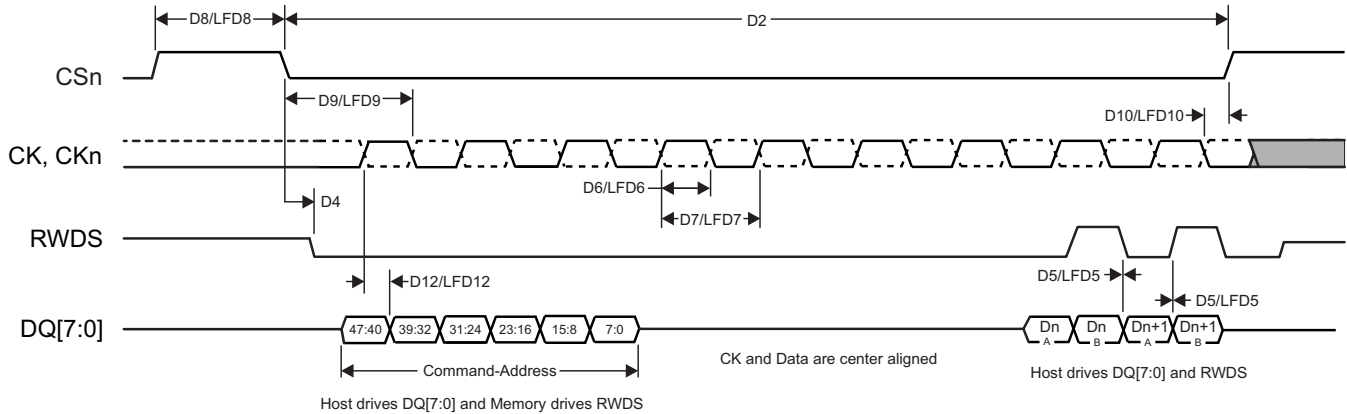 D8/LFD8
D2
CSn
D9/LFD9
D10/LFD10
CK, CKn
D6/LFD6
D4
D7/LFD7
RWDS
D5/LFD5
D12/LFD12
D5/LFD5
DQ[7:0]
47:40 39:32 31:24 23:16 15:8 7:0
Dn A Dn B Dn+1 A Dn+1 B
Command-Address
CK and Data are center aligned
Host drives DQ[7:0] and RWDS
Host drives DQ[7:0] and Memory drives RWDS